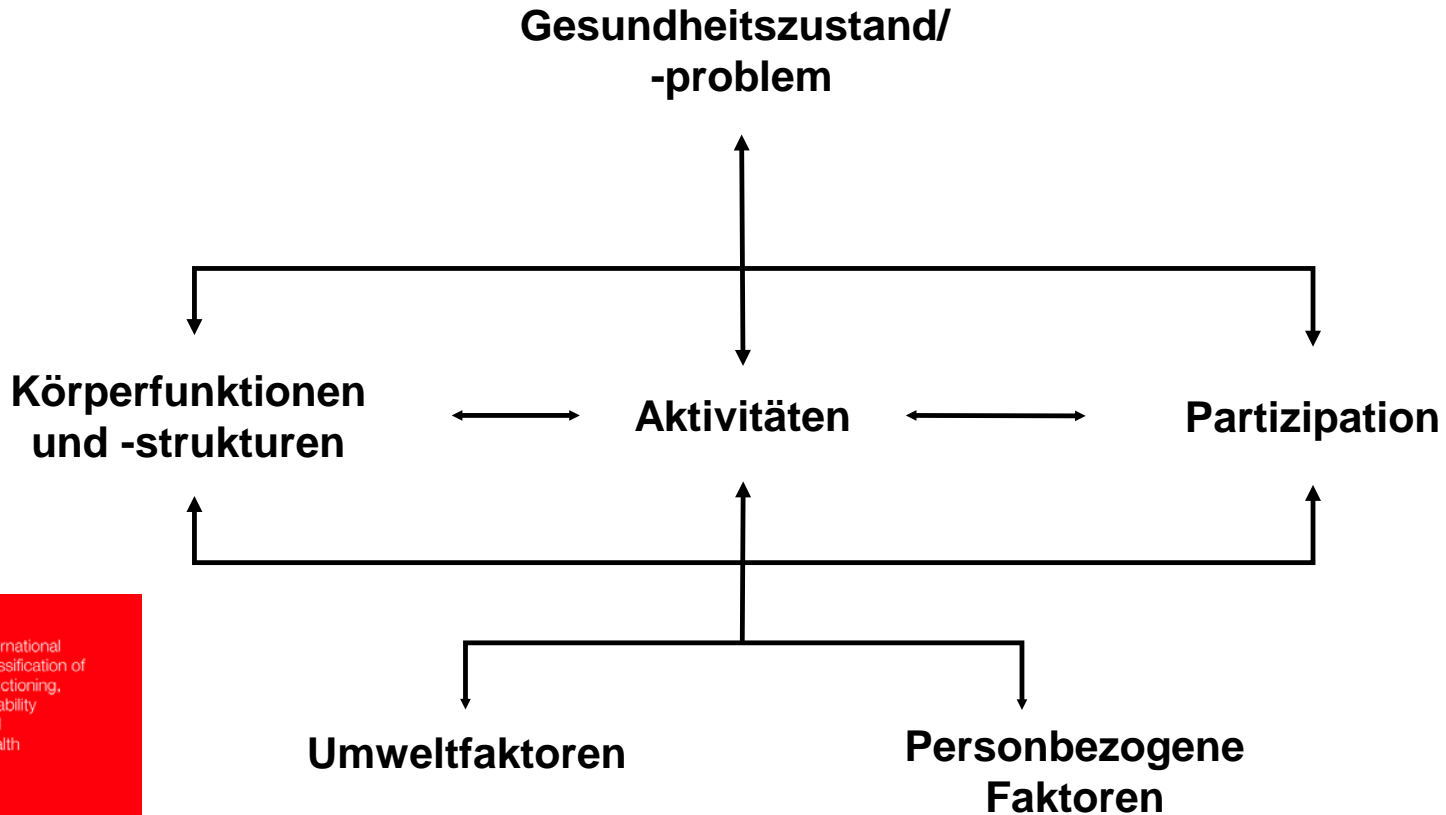 Gesundheitszustand/
-problem
Körperfunktionen
und -strukturen
Aktivitäten
Partizipation
Umweltfaktoren
Personbezogene
Faktoren